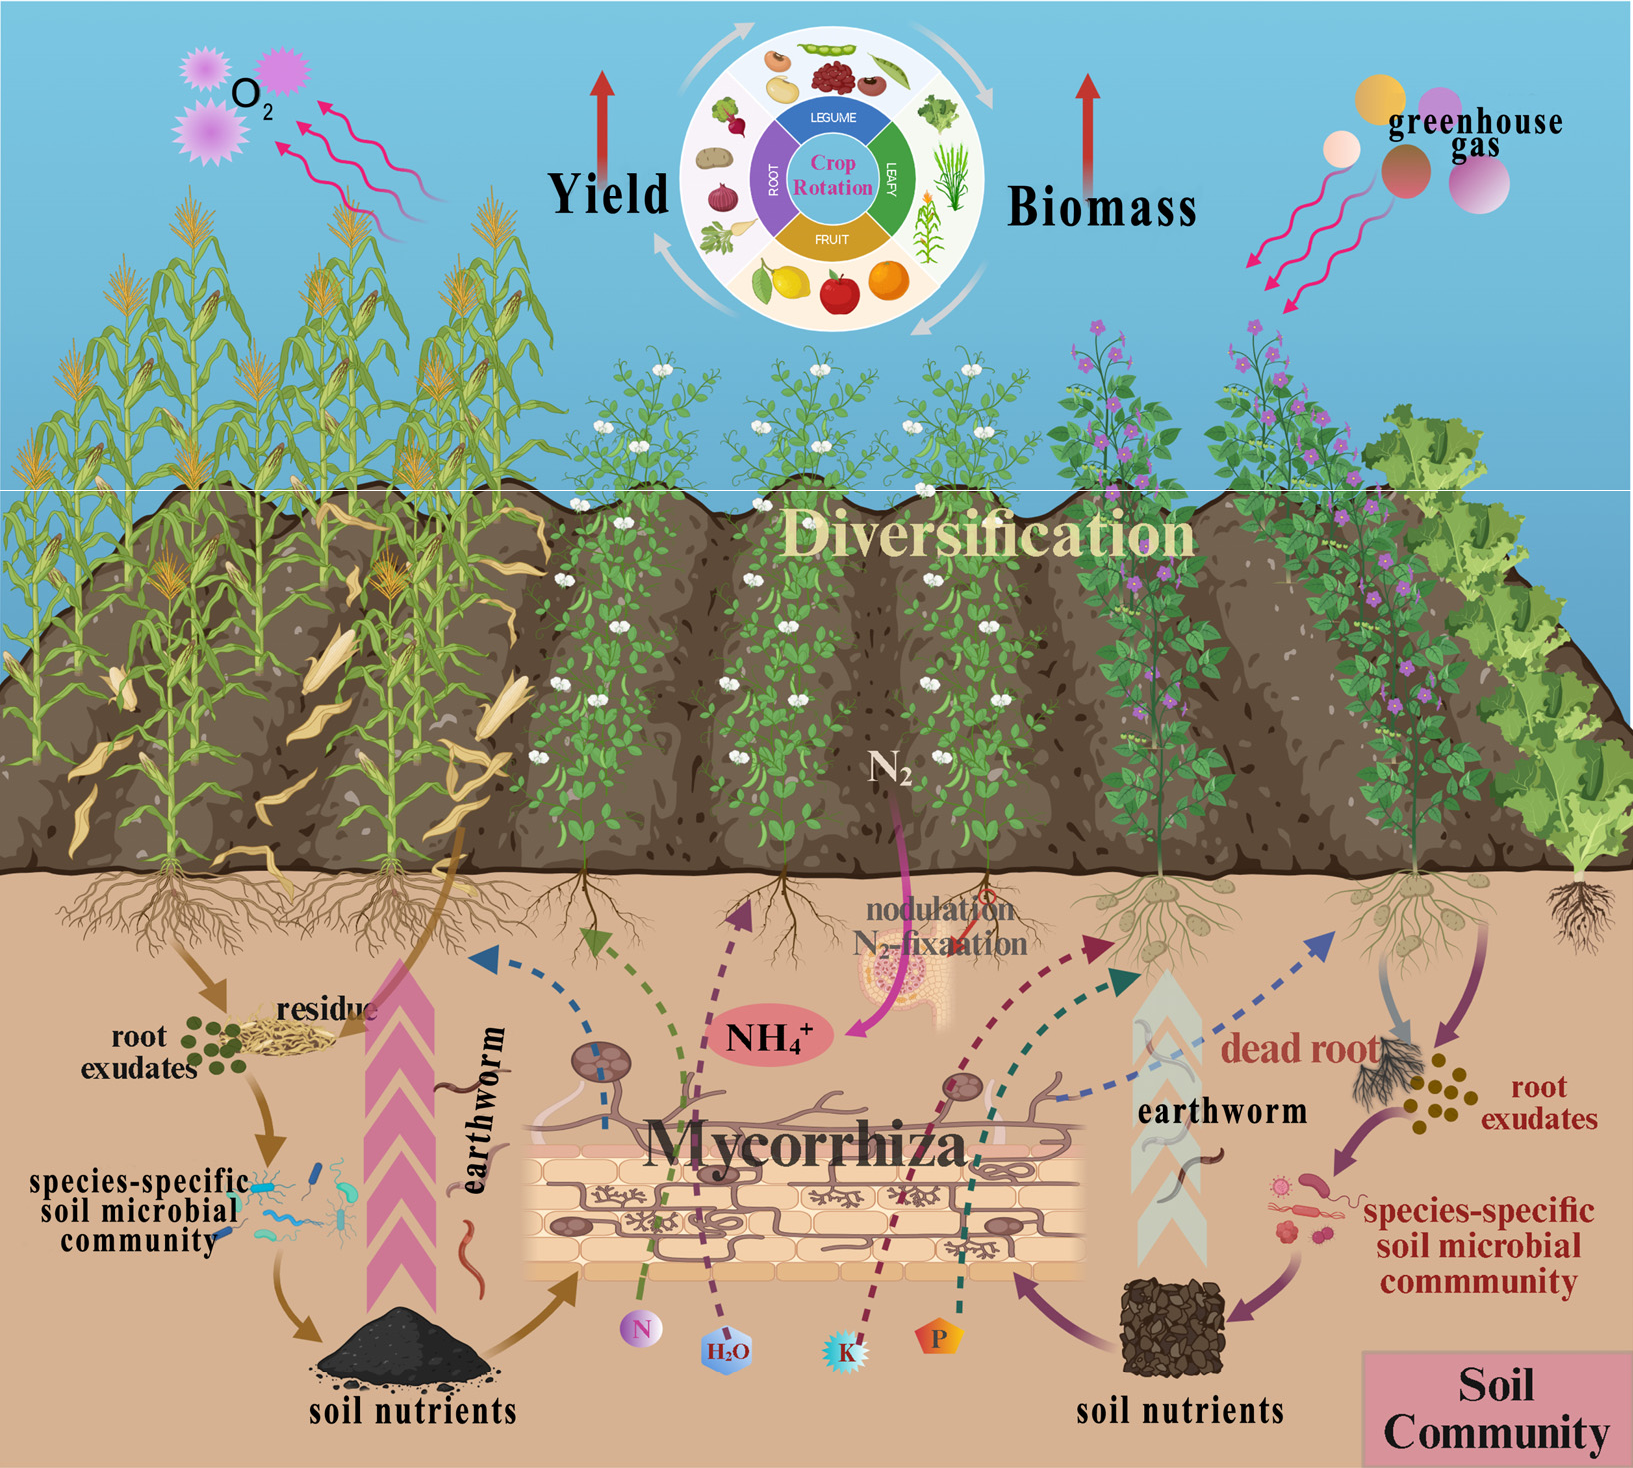 O2
Yield
LEGUME
ROOT
Crop
Rotation
LEAFY
FRUIT
Biomass
greenhouse
gas
Diversification
N2
nodulation
N2-fixaation
NH4+
residue
root
exudates
earthworm
species-specific
soil microbial
community
soil nutrients
Mycorrhiza
N
H2O
K
P
earthworm
dead root
root
exudates
species-specific
soil microbial
commmunity
soil nutrients
Soil
Community